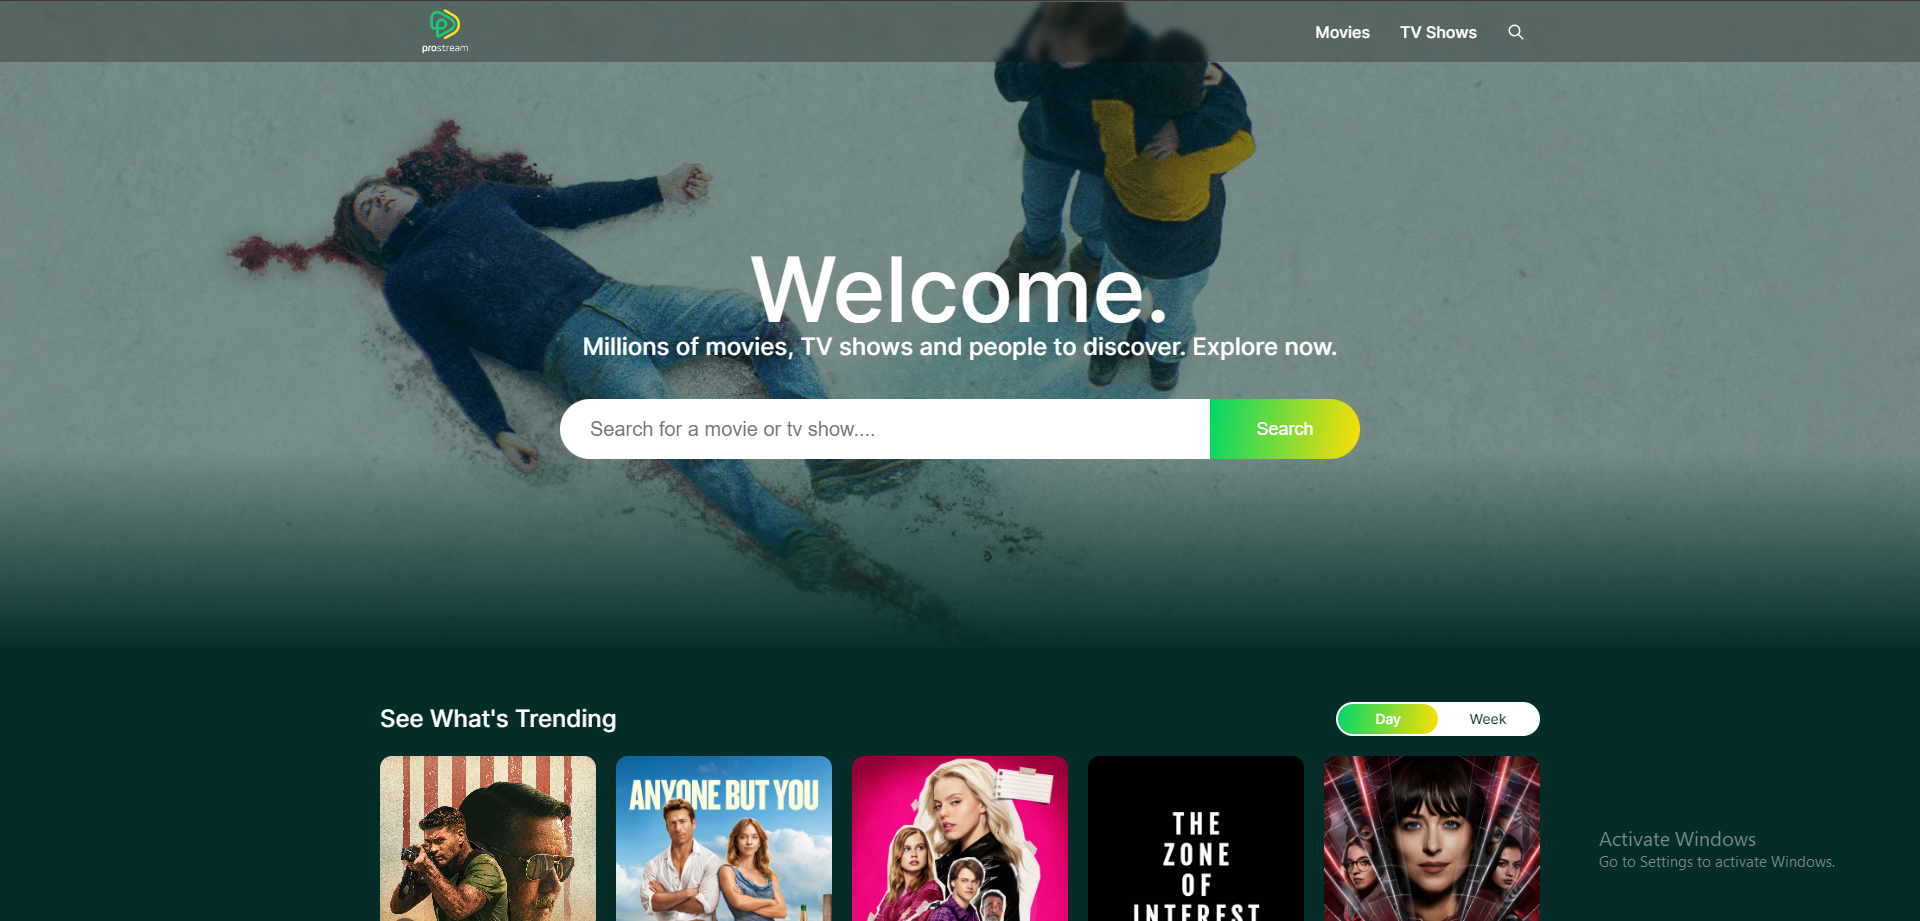 prostream
Movies
TV Shows
Welcome.
Millions of movies, TV shows and people to discover. Explore now.
Search for a movie or tv show....
Search
See What's Trending
Day
Week
ANYONE BUT YOU
THE
ZONE
OF
INTEREST
Activate Windows
Go to Settings to activate Windows.